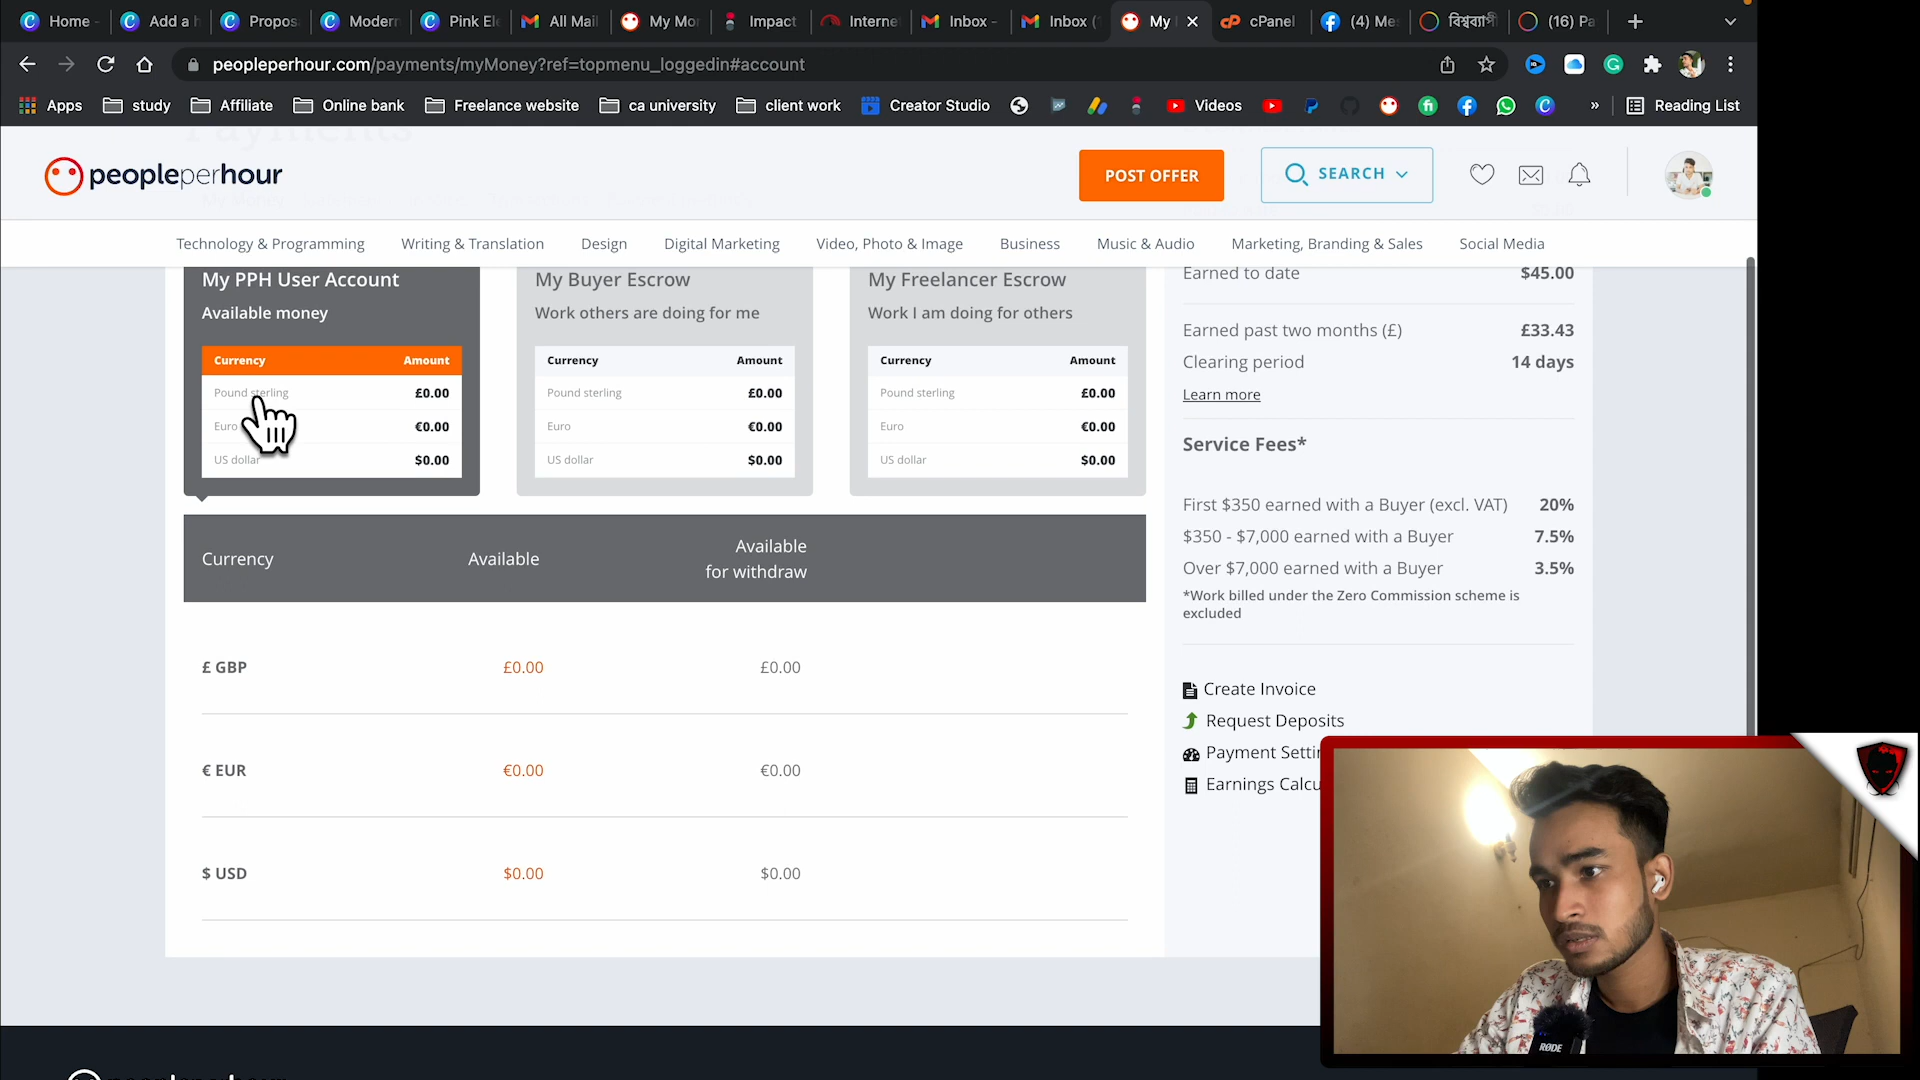 Home -
Add a h
Propos
Modern
Pink Ele
All Mail
My Mon
Impact
Interne
Inbox -
Inbox (
My
cPanel
(4) Me
বিশ্বব্যাপী
(16) Pa
peopleperhour.com/payments/myMoney?ref=topmenu_loggedin#account
Apps study Affiliate Online bank Freelance website ca university client work Creator Studio Videos » Reading List
Payments
peopleperhour POST OFFER SEARCH
Technology & Programming Writing & Translation Design Digital Marketing Video, Photo & Image Business Music & Audio Marketing, Branding & Sales Social Media
My PPH User Account
Available money
Currency Amount
Pound sterling £0.00
Euro €0.00
US dollar $0.00
My Buyer Escrow
Work others are doing for me
Currency Amount
Pound sterling £0.00
Euro €0.00
US dollar $0.00
My Freelancer Escrow
Work I am doing for others
Currency Amount
Pound sterling £0.00
Euro €0.00
US dollar $0.00
Currency Available Available
for withdraw
£ GBP £0.00 £0.00
€ EUR €0.00 €0.00
$ USD $0.00 $0.00
Earned to date $45.00
Earned past two months (£) £33.43
Clearing period 14 days
Learn more
Service Fees*
First $350 earned with a Buyer (excl. VAT) 20%
$350 - $7,000 earned with a Buyer 7.5%
Over $7,000 earned with a Buyer 3.5%
*Work billed under the Zero Commission scheme is
excluded
Create Invoice
Request Deposits
Payment Settin
Earnings Calcu
RØDE